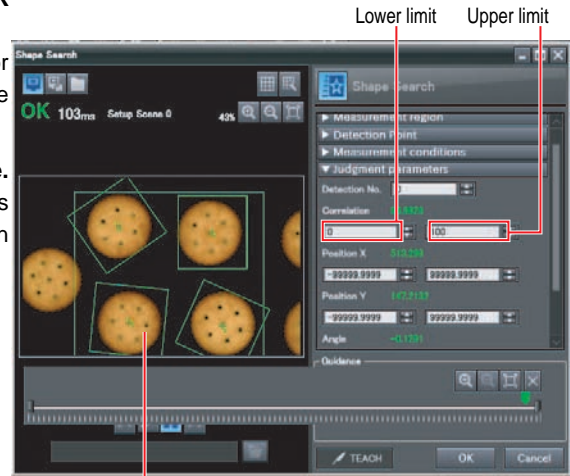 Lower limit Upper limit
Shape Search
or
e
OK 103ms Setup Scene 0 43%
Shape Search
Measurement region
Detection Point
Measurement conditions
Judgment parameters
e.
s
n
Detection No. 0
Correlation
0 100
Position X
-99999.9999 99999.9999
Position Y
-99999.9999 99999.9999
Angle
Guidance
TEACH OK Cancel